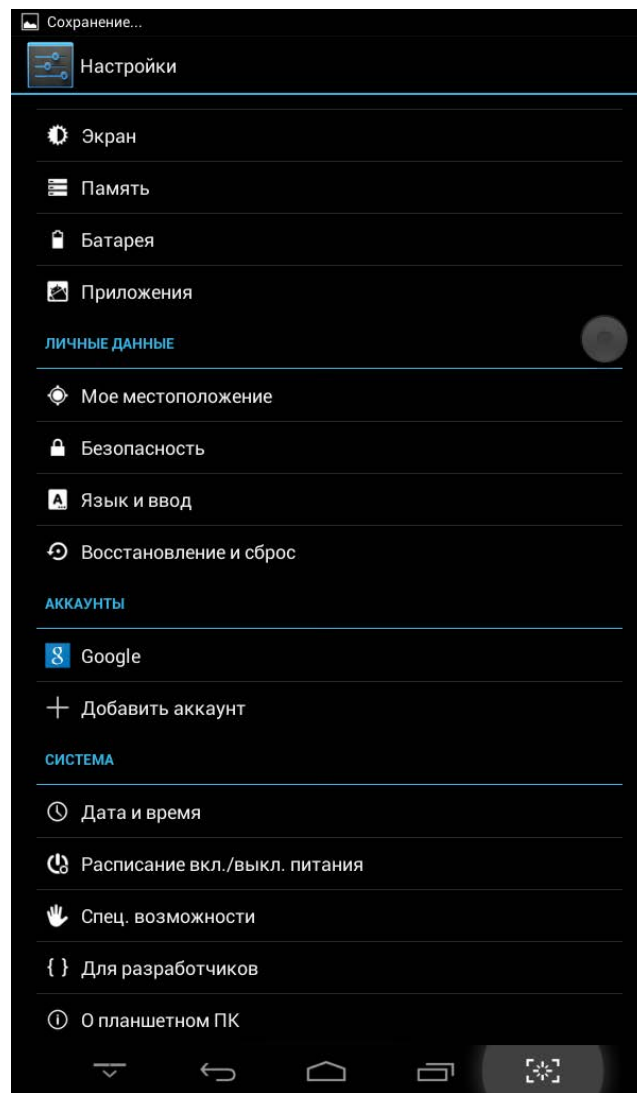 Сохранение...
Настройки
Экран
Память
Батарея
Приложения
ЛИЧНЫЕ ДАННЫЕ
Мое местоположение
Безопасность
Язык и ввод
Восстановление и сброс
АККАУНТЫ
Google
Добавить аккаунт
СИСТЕМА
Дата и время
Расписание вкл./выкл. питания
Спец. возможности
Для разработчиков
О планшетном ПК